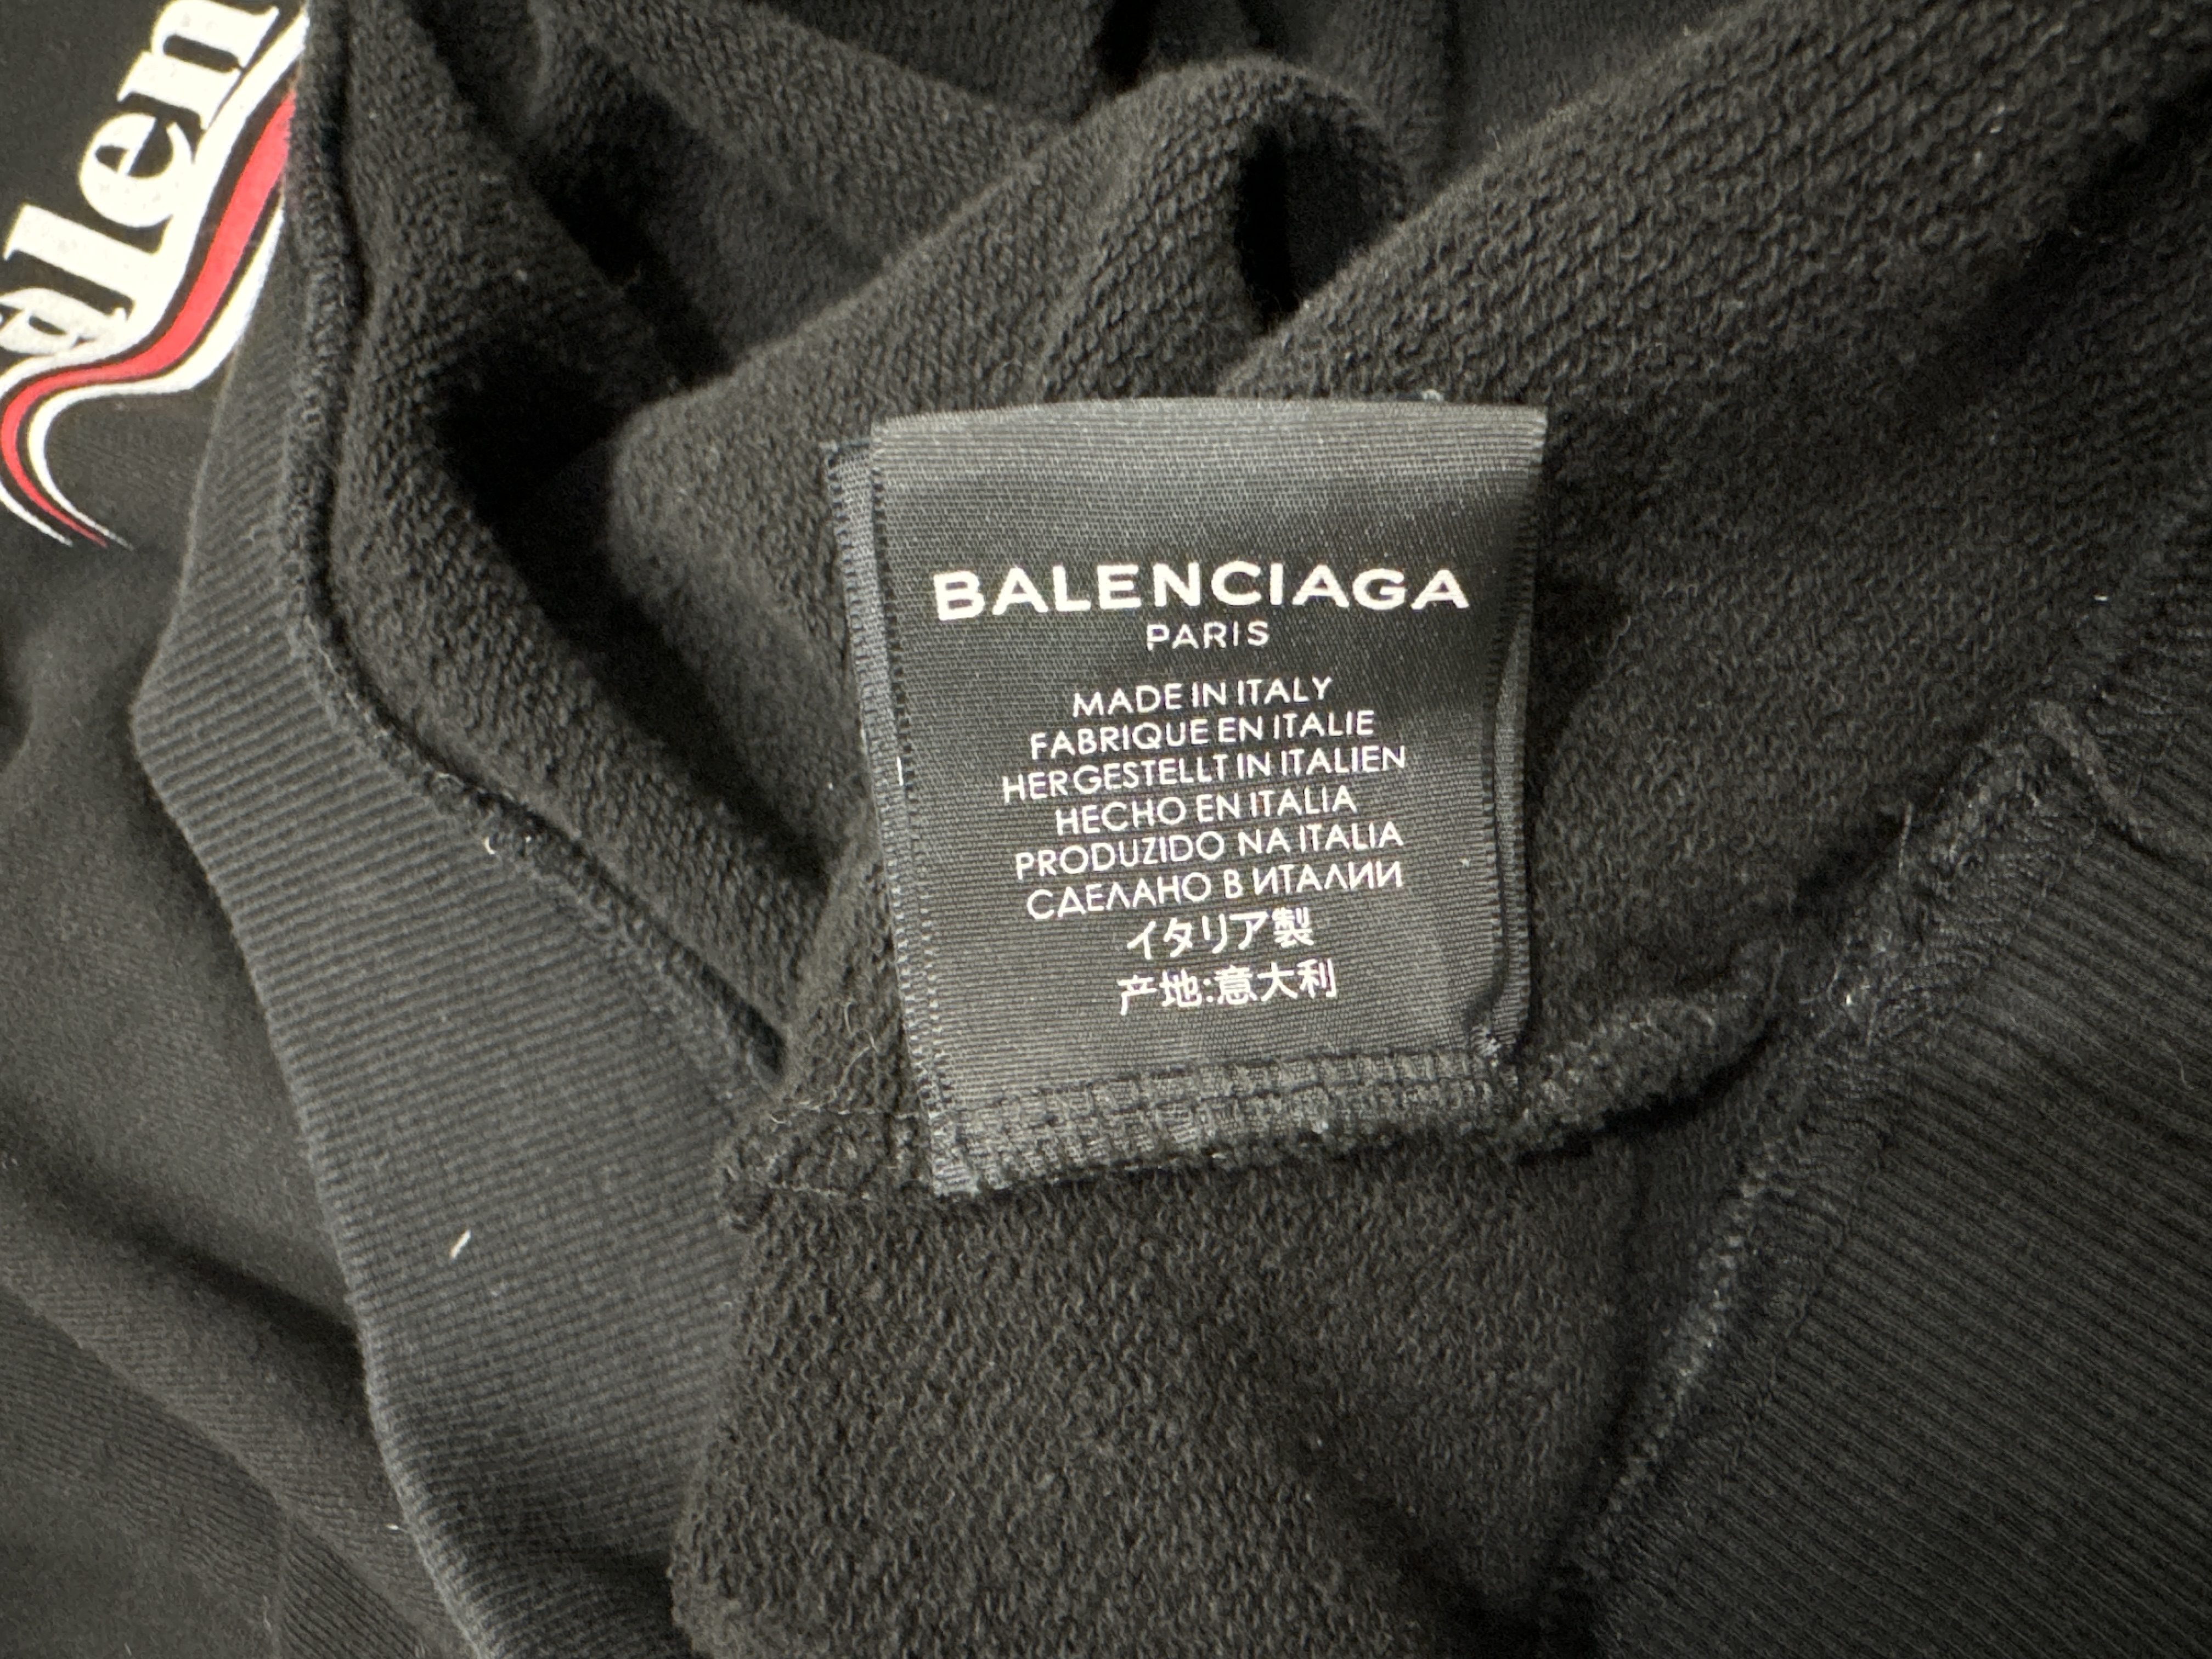 alen
BALENCIAGA
PARIS
MADE IN ITALY
FABRIQUE EN ITALIE
HERGESTELLT IN ITALIEN
HECHO EN ITALIA
PRODUZIDO NA ITALIA
СДЕЛАНО В ИТАЛИИ
イタリア製
产地:意大利